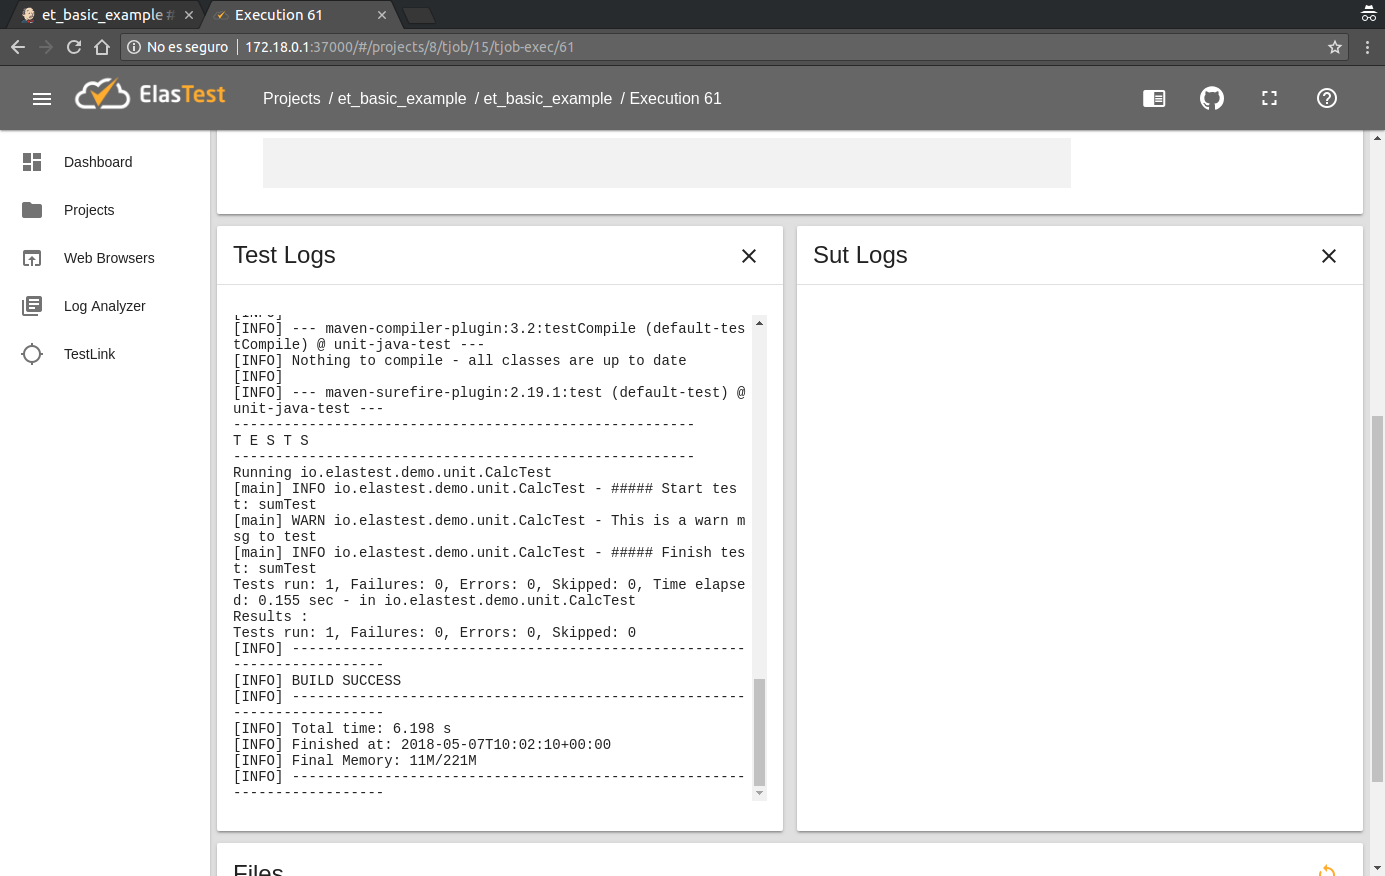 et_basic_example #
Execution 61
No es seguro
172.18.0.1:37000/#/projects/8/tjob/15/tjob-exec/61
ElasTest
Projects / et_basic_example / et_basic_example / Execution 61
Dashboard
Projects
Web Browsers
Log Analyzer
TestLink
Test Logs
[INFO]
[INFO] --- maven-compiler-plugin:3.2:testCompile (default-tes
tCompile) @ unit-java-test ---
[INFO] Nothing to compile - all classes are up to date
[INFO]
[INFO] --- maven-surefire-plugin:2.19.1:test (default-test) @
unit-java-test ---
-------------------------------------------------------
T E S T S
-------------------------------------------------------
Running io.elastest.demo.unit.CalcTest
[main] INFO io.elastest.demo.unit.CalcTest - ##### Start tes
t: sumTest
[main] WARN io.elastest.demo.unit.CalcTest - This is a warn m
sg to test
[main] INFO io.elastest.demo.unit.CalcTest - ##### Finish tes
t: sumTest
Tests run: 1, Failures: 0, Errors: 0, Skipped: 0, Time elapse
d: 0.155 sec - in io.elastest.demo.unit.CalcTest
Results :
Tests run: 1, Failures: 0, Errors: 0, Skipped: 0
[INFO] ------------------------------------------------------
------------------
[INFO] BUILD SUCCESS
[INFO] ------------------------------------------------------
------------------
[INFO] Total time: 6.198 s
[INFO] Finished at: 2018-05-07T10:02:10+00:00
[INFO] Final Memory: 11M/221M
[INFO] ------------------------------------------------------
------------------
Sut Logs
Files